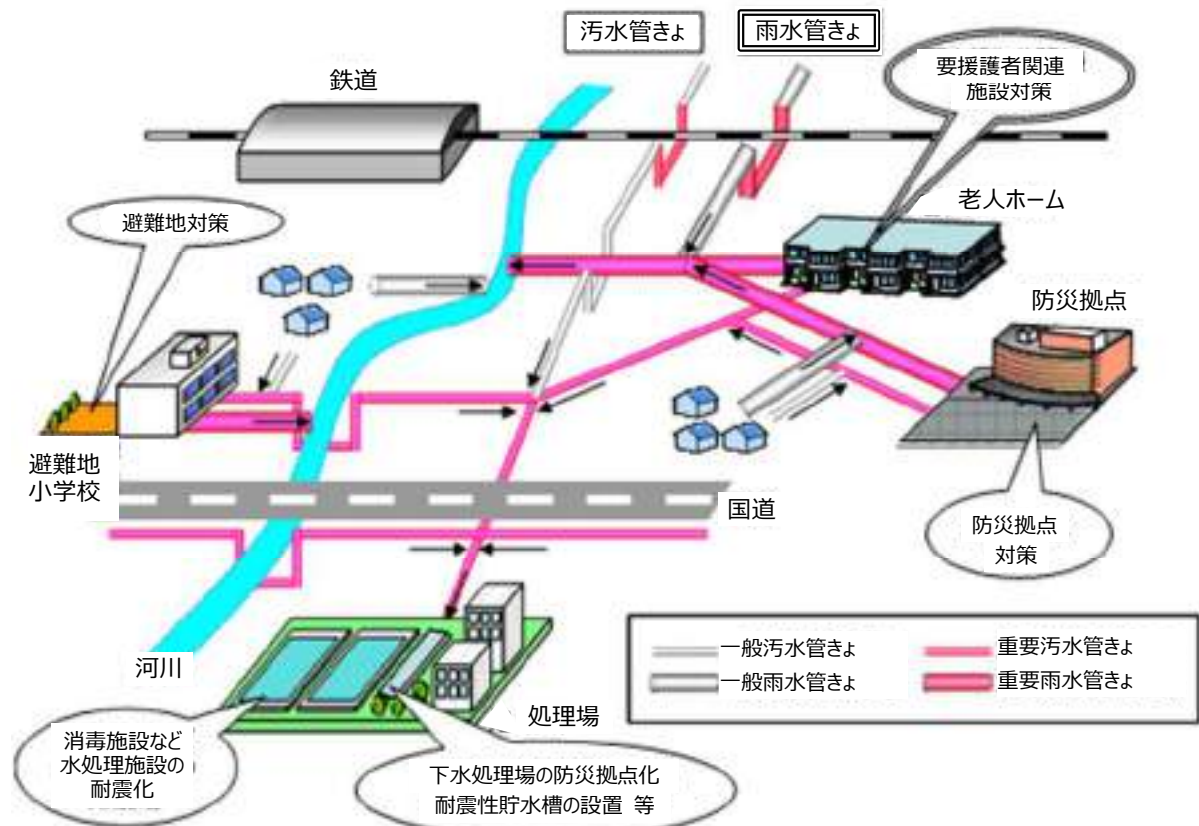 汚水管きょ
雨水管きょ
要援護者関連
施設対策
鉄道
老人ホーム
避難地対策
防災拠点
避難地
小学校
国道
防災拠点
対策
河川
処理場
一般汚水管きょ
重要汚水管きょ
一般雨水管きょ
重要雨水管きょ
消毒施設など
水処理施設の
耐震化
下水処理場の防災拠点化
耐震性貯水槽の設置 等